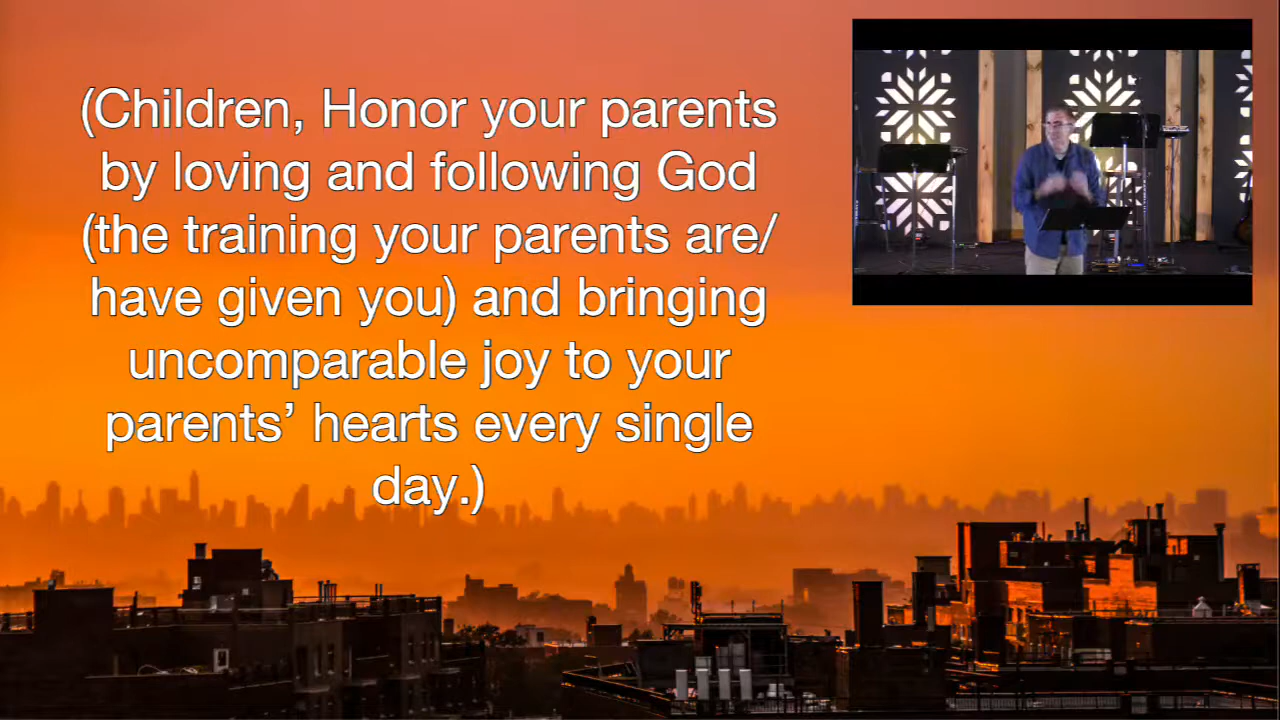 (Children, Honor your parents
by loving and following God
(the training your parents are/
have given you) and bringing
uncomparable joy to your
parents’ hearts every single
day.)